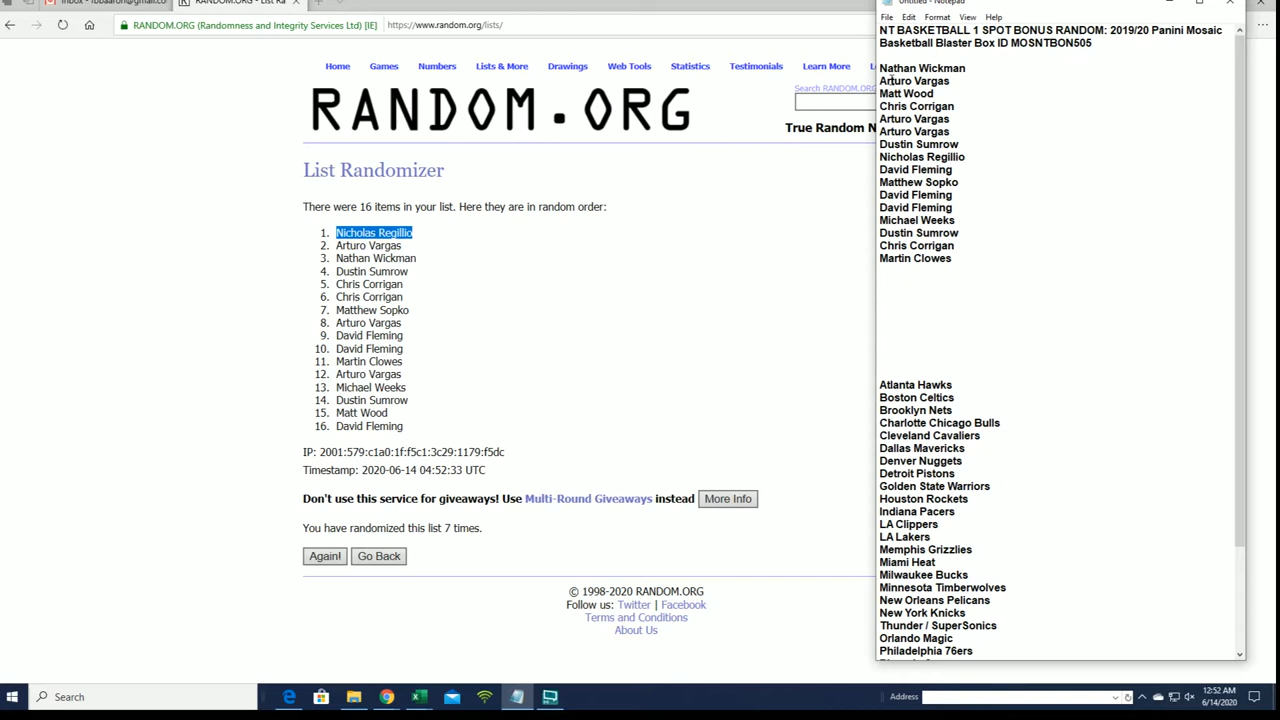 RANDOM.ORG - List Ra
RANDOM.ORG (Randomness and Integrity Services Ltd) [IE]
https://www.random.org/lists/
Home Games Numbers Lists & More Drawings Web Tools Statistics Testimonials Learn More
Search RANDOM.ORG
RANDOM.ORG
True Random N
List Randomizer
There were 16 items in your list. Here they are in random order:
1. Nicholas Regillio
2. Arturo Vargas
3. Nathan Wickman
4. Dustin Sumrow
5. Chris Corrigan
6. Chris Corrigan
7. Matthew Sopko
8. Arturo Vargas
9. David Fleming
10. David Fleming
11. Martin Clowes
12. Arturo Vargas
13. Michael Weeks
14. Dustin Sumrow
15. Matt Wood
16. David Fleming
IP: 2001:579:c1a0:1f:f5c1:3c29:1179:f5dc
Timestamp: 2020-06-14 04:52:33 UTC
Don't use this service for giveaways! Use Multi-Round Giveaways instead More Info
You have randomized this list 7 times.
Again! Go Back
© 1998-2020 RANDOM.ORG
Follow us: Twitter | Facebook
Terms and Conditions
About Us
Untitled - Notepad
File Edit Format View Help
NT BASKETBALL 1 SPOT BONUS RANDOM: 2019/20 Panini Mosaic
Basketball Blaster Box ID MOSNTBON505
Nathan Wickman
Arturo Vargas
Matt Wood
Chris Corrigan
Arturo Vargas
Arturo Vargas
Dustin Sumrow
Nicholas Regillio
David Fleming
Matthew Sopko
David Fleming
David Fleming
Michael Weeks
Dustin Sumrow
Chris Corrigan
Martin Clowes
Atlanta Hawks
Boston Celtics
Brooklyn Nets
Charlotte Chicago Bulls
Cleveland Cavaliers
Dallas Mavericks
Denver Nuggets
Detroit Pistons
Golden State Warriors
Houston Rockets
Indiana Pacers
LA Clippers
LA Lakers
Memphis Grizzlies
Miami Heat
Milwaukee Bucks
Minnesota Timberwolves
New Orleans Pelicans
New York Knicks
Thunder / SuperSonics
Orlando Magic
Philadelphia 76ers
Search
Address
12:52 AM
6/14/2020